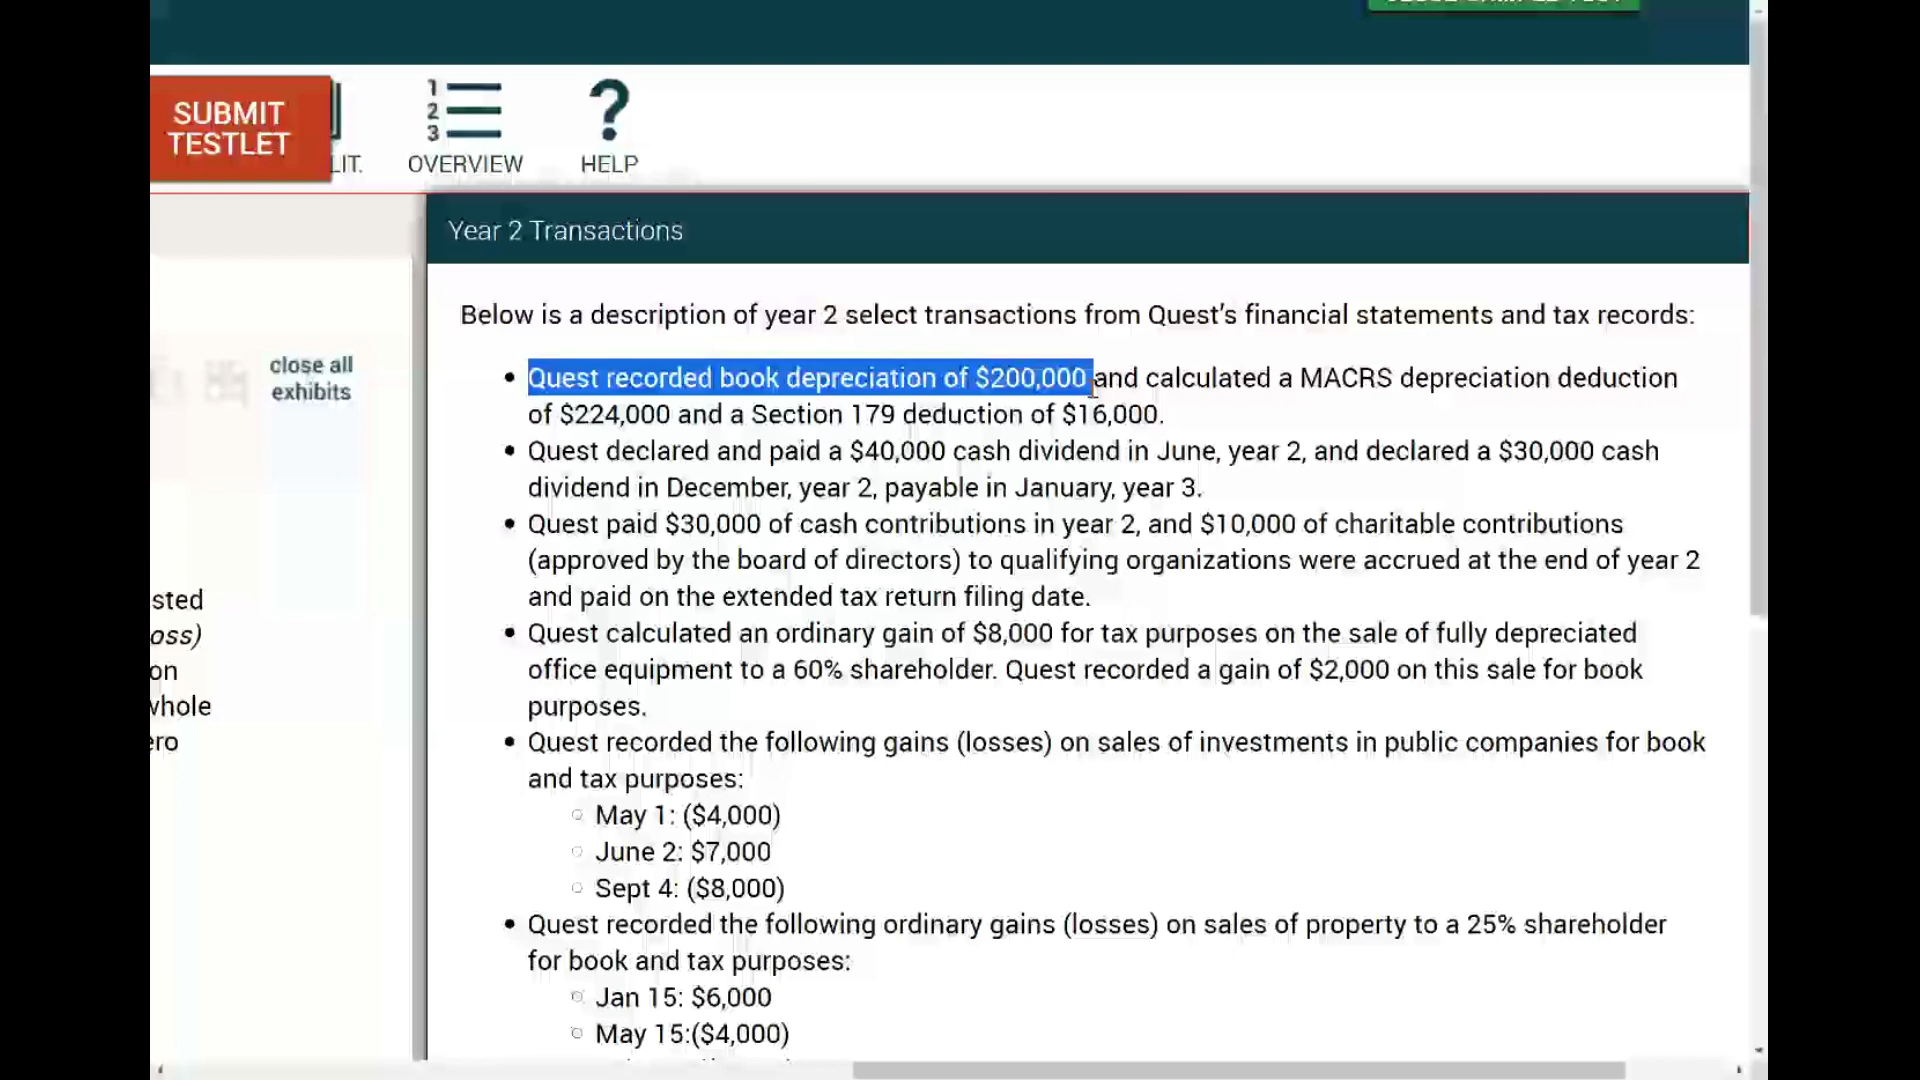 SUBMIT
TESTLET
LIT.
1
2
3
OVERVIEW
HELP
close all
exhibits
sted
oss)
on
whole
ero
Year 2 Transactions
Below is a description of year 2 select transactions from Quest's financial statements and tax records:
• Quest recorded book depreciation of $200,000 and calculated a MACRS depreciation deduction
of $224,000 and a Section 179 deduction of $16,000.
• Quest declared and paid a $40,000 cash dividend in June, year 2, and declared a $30,000 cash
dividend in December, year 2, payable in January, year 3.
• Quest paid $30,000 of cash contributions in year 2, and $10,000 of charitable contributions
(approved by the board of directors) to qualifying organizations were accrued at the end of year 2
and paid on the extended tax return filing date.
• Quest calculated an ordinary gain of $8,000 for tax purposes on the sale of fully depreciated
office equipment to a 60% shareholder. Quest recorded a gain of $2,000 on this sale for book
purposes.
• Quest recorded the following gains (losses) on sales of investments in public companies for book
and tax purposes:
○ May 1: ($4,000)
○ June 2: $7,000
○ Sept 4: ($8,000)
• Quest recorded the following ordinary gains (losses) on sales of property to a 25% shareholder
for book and tax purposes:
○ Jan 15: $6,000
○ May 15:($4,000)